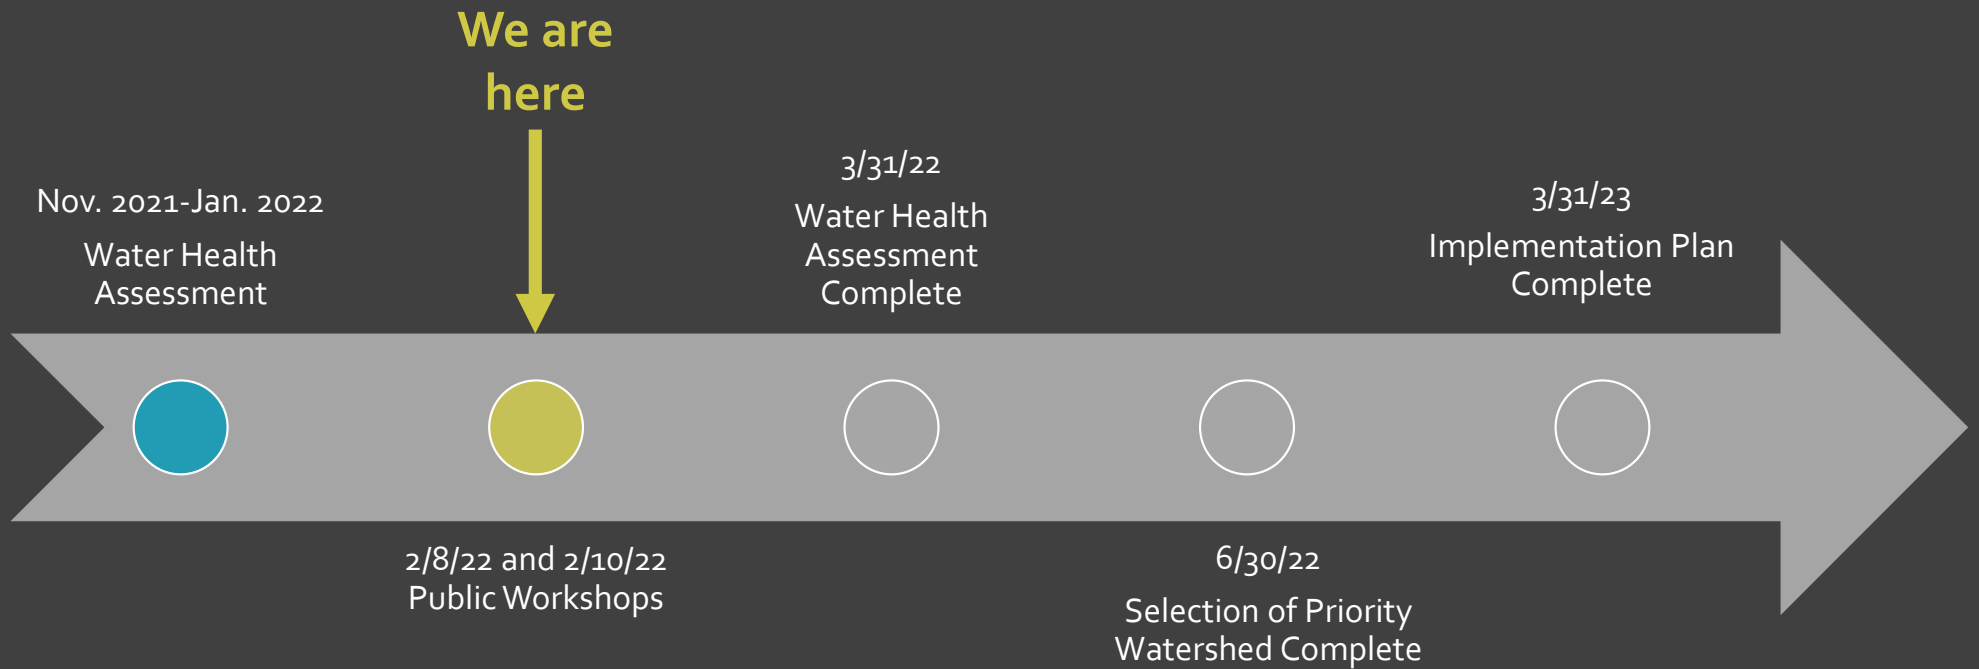 We are
here
Nov. 2021-Jan. 2022
Water Health
Assessment
2/8/22 and 2/10/22
Public Workshops
3/31/22
Water Health
Assessment
Complete
6/30/22
Selection of Priority
Watershed Complete
3/31/23
Implementation Plan
Complete